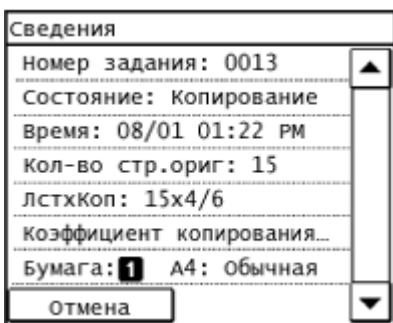 Сведения
Номер задания: 0013
Состояние: Копирование
Время: 08/01 01:22 PM
Кол-во стр.ориг: 15
ЛстxКоп: 15x4/6
Коэффициент копирования…
Бумага: 1 A4: Обычная
Отмена